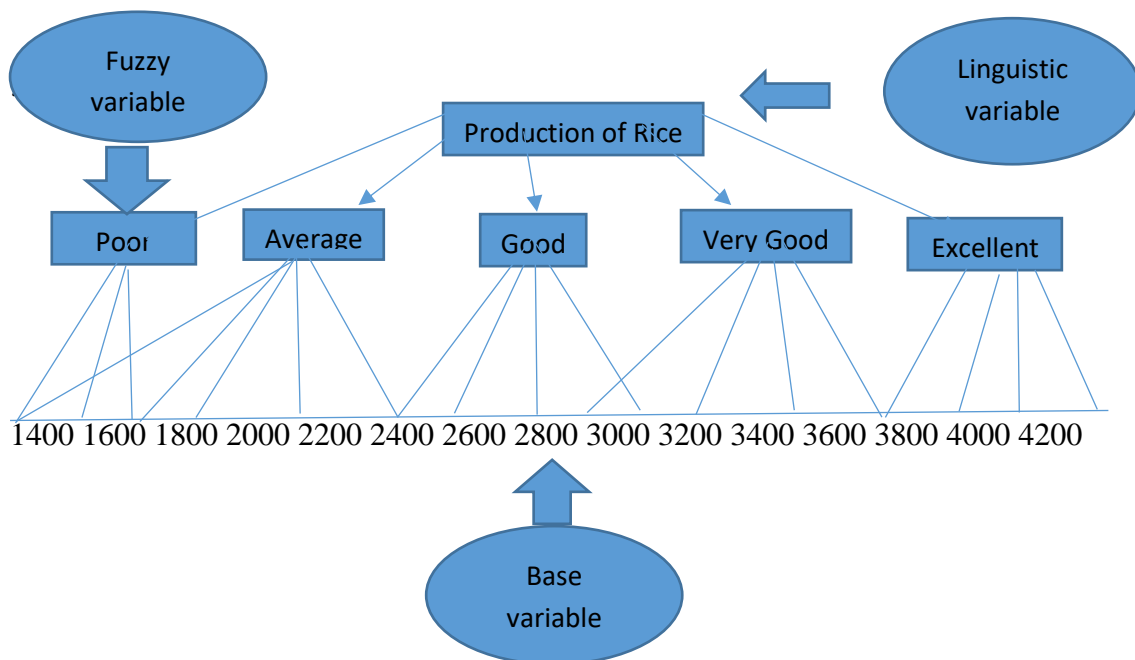 Fuzzy
variable
Linguistic
variable
Production of Rice
Poor
Average
Good
Very Good
Excellent
1400 1600 1800 2000 2200 2400 2600 2800 3000 3200 3400 3600 3800 4000 4200
Base
variable